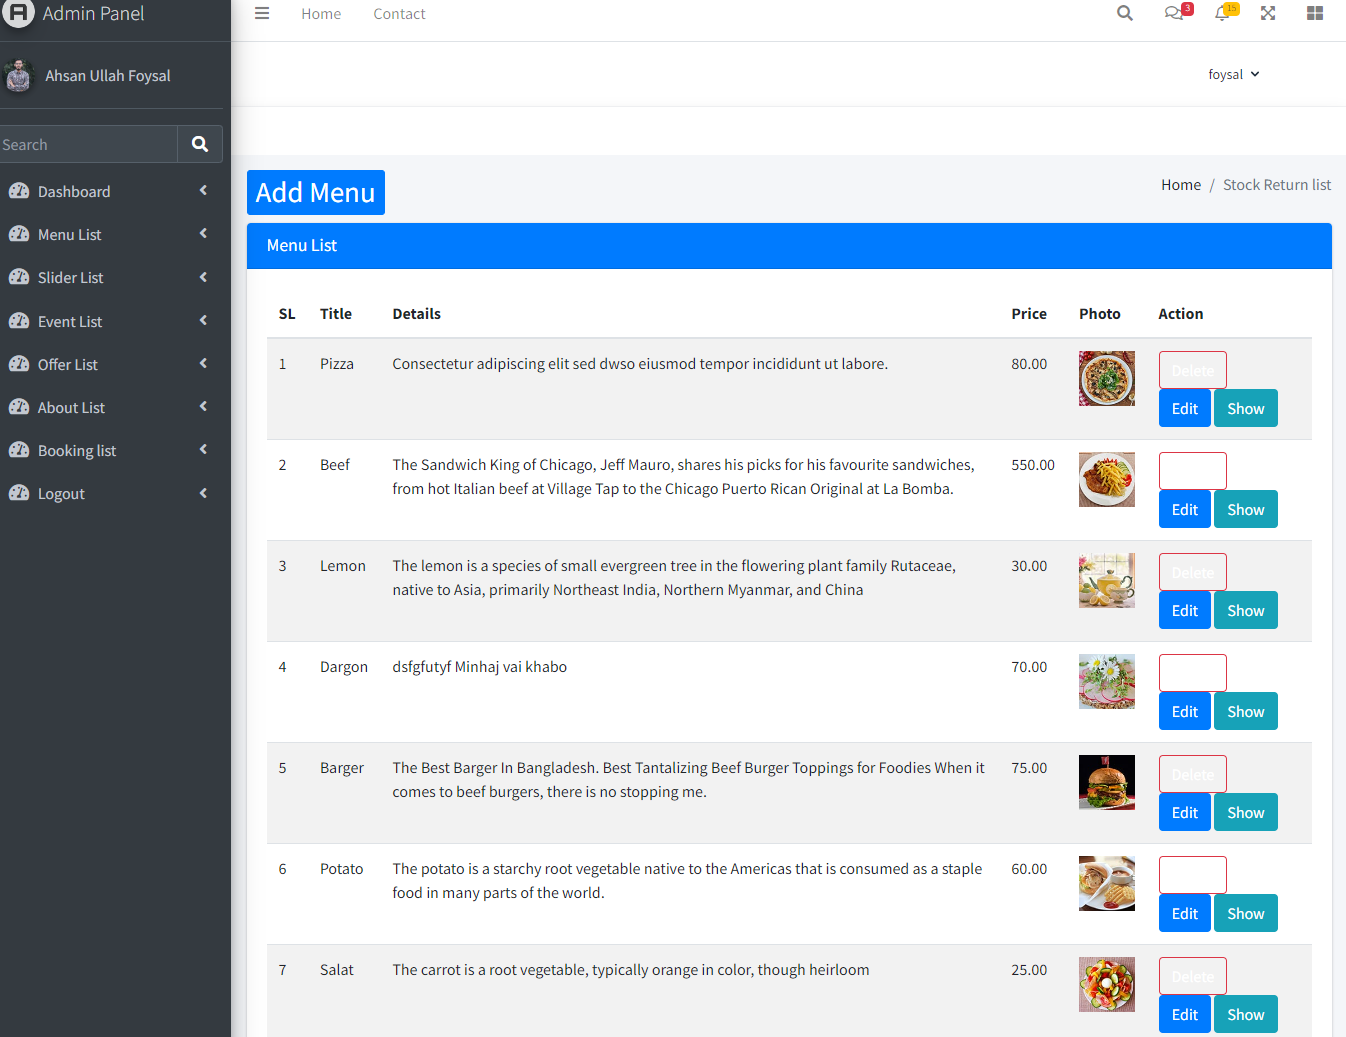 Admin Panel
Home
Contact
3
15
Ahsan Ullah Foysal
foysal
Search
Dashboard
Menu List
Slider List
Event List
Offer List
About List
Booking list
Logout
Add Menu
Home / Stock Return list
Menu List
SL Title Details Price Photo Action
1 Pizza Consectetur adipiscing elit sed dwso eiusmod tempor incididunt ut labore. 80.00 Delete
Edit Show
2 Beef The Sandwich King of Chicago, Jeff Mauro, shares his picks for his favourite sandwiches, 550.00
from hot Italian beef at Village Tap to the Chicago Puerto Rican Original at La Bomba.
Edit Show
3 Lemon The lemon is a species of small evergreen tree in the flowering plant family Rutaceae, 30.00 Delete
native to Asia, primarily Northeast India, Northern Myanmar, and China
Edit Show
4 Dargon dsfgfutyf Minhaj vai khabo 70.00
Edit Show
5 Barger The Best Barger In Bangladesh. Best Tantalizing Beef Burger Toppings for Foodies When it 75.00 Delete
comes to beef burgers, there is no stopping me.
Edit Show
6 Potato The potato is a starchy root vegetable native to the Americas that is consumed as a staple 60.00
food in many parts of the world.
Edit Show
7 Salat The carrot is a root vegetable, typically orange in color, though heirloom 25.00 Delete
Edit Show